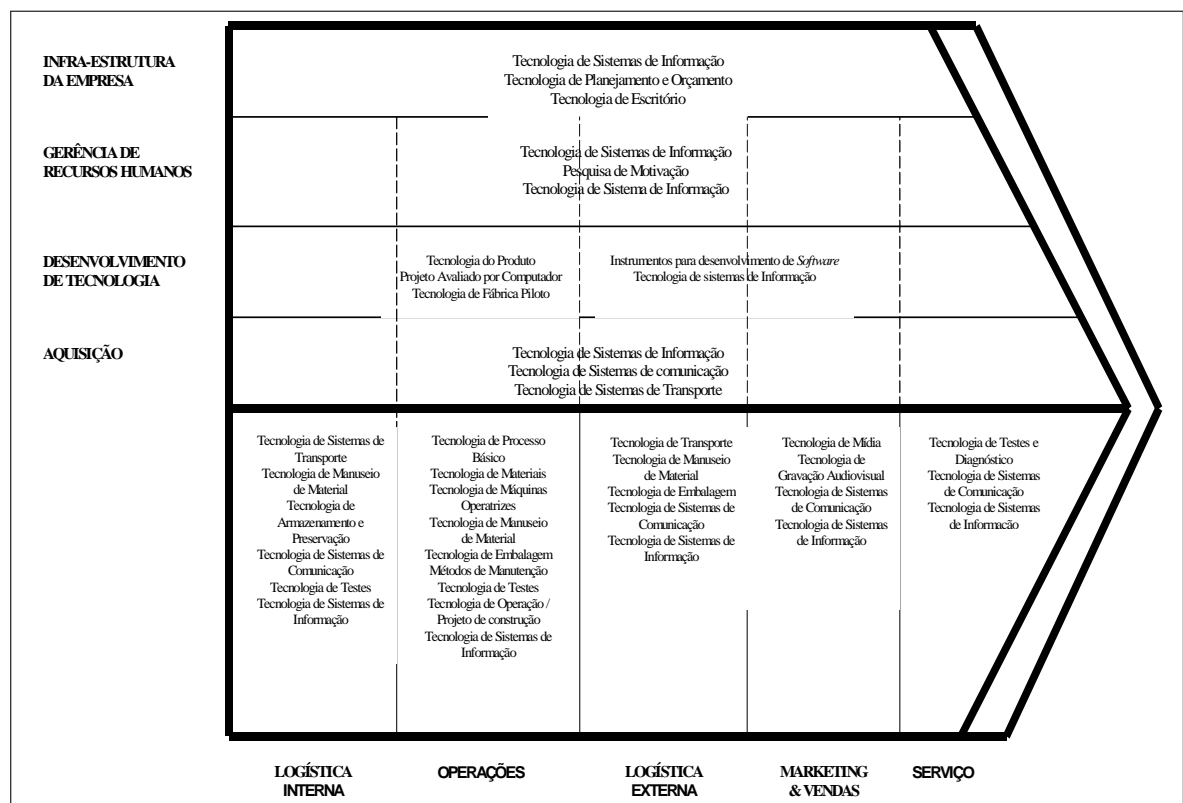 INFRA-ESTRUTURA
DA EMPRESA
Tecnologia de Sistemas de Informação
Tecnologia de Planejamento e Orçamento
Tecnologia de Escritório
GERÊNCIA DE
RECURSOS HUMANOS
Tecnologia de Sistemas de Informação
Pesquisa de Motivação
Tecnologia de Sistema de Informação
DESENVOLVIMENTO
DE TECNOLOGIA
Tecnologia do Produto
Projeto Avaliado por Computador
Tecnologia de Fábrica Piloto
Instrumentos para desenvolvimento de Software
Tecnologia de sistemas de Informação
AQUISIÇÃO
Tecnologia de Sistemas de Informação
Tecnologia de Sistemas de comunicação
Tecnologia de Sistemas de Transporte
Tecnologia de Sistemas de
Transporte
Tecnologia de Manuseio
de Material
Tecnologia de
Armazenamento e
Preservação
Tecnologia de Sistemas de
Comunicação
Tecnologia de Testes
Tecnologia de Sistemas de
Informação
Tecnologia de Processo
Básico
Tecnologia de Materiais
Tecnologia de Máquinas
Operatrizes
Tecnologia de Manuseio
de Material
Tecnologia de Embalagem
Métodos de Manutenção
Tecnologia de Testes
Tecnologia de Operação /
Projeto de construção
Tecnologia de Sistemas de
Informação
Tecnologia de Transporte
Tecnologia de Manuseio
de Material
Tecnologia de Embalagem
Tecnologia de Sistemas de
Comunicação
Tecnologia de Sistemas de
Informação
Tecnologia de Mídia
Tecnologia de
Gravação Audiovisual
Tecnologia de Sistemas
de Comunicação
Tecnologia de Sistemas
de Informação
Tecnologia de Testes e
Diagnóstico
Tecnologia de Sistemas
de Comunicação
Tecnologia de Sistemas
de Informacão
LOGÍSTICA
INTERNA
OPERAÇÕES
LOGÍSTICA
EXTERNA
MARKETING
& VENDAS
SERVIÇO